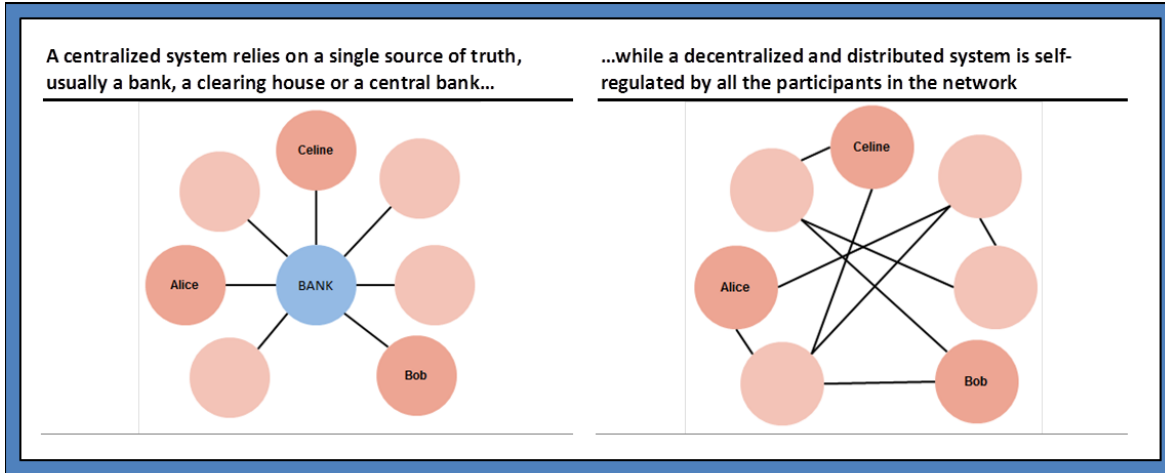 A centralized system relies on a single source of truth,
usually a bank, a clearing house or a central bank...
Celine
Alice
BANK
Bob
...while a decentralized and distributed system is self-
regulated by all the participants in the network
Celine
Alice
Bob